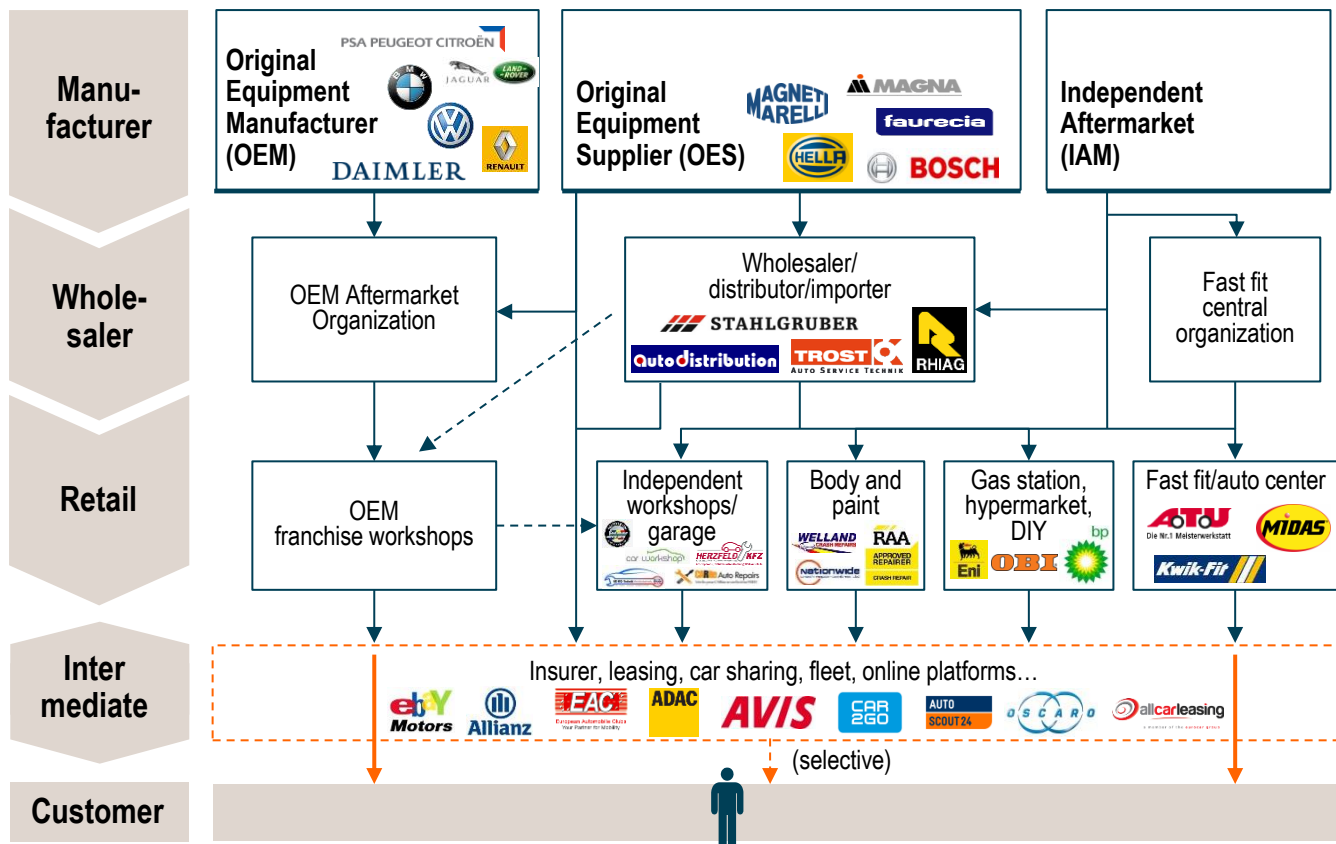 Manu-
facturer
Original
Equipment
Manufacturer
(OEM)
PSA PEUGEOT CITROËN
BMW
JAGUAR
LAND-
ROVER
RENAULT
DAIMLER
Original
Equipment
Supplier (OES)
MAGNETI
MARELLI
MAGNA
faurecia
HELLA
BOSCH
Independent
Aftermarket
(IAM)
Whole-
saler
OEM Aftermarket
Organization
Wholesaler/
distributor/importer
STAHLGRUBER
autodistribution
TROST
AUTO SERVICE TECHNIK
RHIAG
Fast fit
central
organization
Retail
OEM
franchise workshops
Independent
workshops/
garage
car workshop
HERZFELD KFZ
Auto Repairs
Body and
paint
WELLAND
CRASH REPAIRS
RAA
APPROVED
REPAIRER
CRASH REPAIR
nationwide
Gas station,
hypermarket,
DIY
Eni
OBI
bp
Fast fit/auto center
ATU
Die Nr.1 Meisterwerkstatt
MIDAS
Kwik-Fit
Inter
mediate
Insurer, leasing, car sharing, fleet, online platforms…
ebay
Motors
Allianz
EAC
European Automobile Clubs
Your Partner for Mobility
ADAC
AVIS
CAR
2GO
AUTO
SCOUT 24
OSCARO
allcarleasing
(selective)
Customer